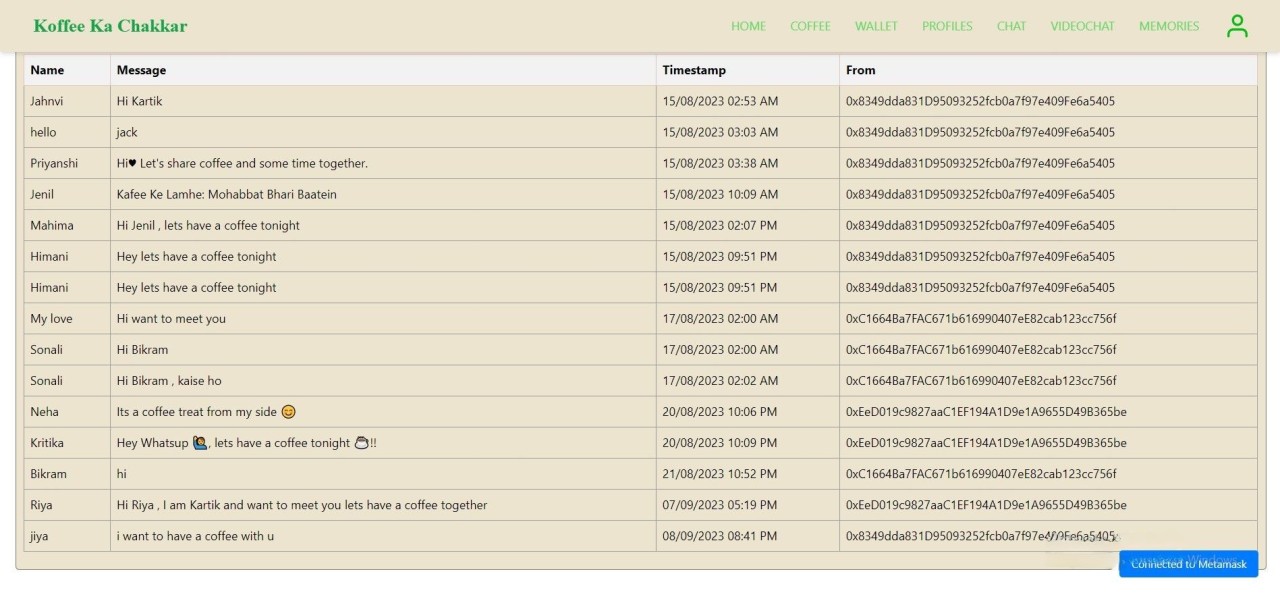 Koffee Ka Chakkar HOME COFFEE WALLET PROFILES CHAT VIDEOCHAT MEMORIES
Name Message Timestamp From
Jahnvi Hi Kartik 15/08/2023 02:53 AM 0x8349dda831D95093252fcb0a7f97e409Fe6a5405
hello jack 15/08/2023 03:03 AM 0x8349dda831D95093252fcb0a7f97e409Fe6a5405
Priyanshi Hi♥ Let's share coffee and some time together. 15/08/2023 03:38 AM 0x8349dda831D95093252fcb0a7f97e409Fe6a5405
Jenil Kafee Ke Lamhe: Mohabbat Bhari Baatein 15/08/2023 10:09 AM 0x8349dda831D95093252fcb0a7f97e409Fe6a5405
Mahima Hi Jenil , lets have a coffee tonight 15/08/2023 02:07 PM 0x8349dda831D95093252fcb0a7f97e409Fe6a5405
Himani Hey lets have a coffee tonight 15/08/2023 09:51 PM 0x8349dda831D95093252fcb0a7f97e409Fe6a5405
Himani Hey lets have a coffee tonight 15/08/2023 09:51 PM 0x8349dda831D95093252fcb0a7f97e409Fe6a5405
My love Hi want to meet you 17/08/2023 02:00 AM 0xC1664Ba7FAC671b616990407eE82cab123cc756f
Sonali Hi Bikram 17/08/2023 02:00 AM 0xC1664Ba7FAC671b616990407eE82cab123cc756f
Sonali Hi Bikram , kaise ho 17/08/2023 02:02 AM 0xC1664Ba7FAC671b616990407eE82cab123cc756f
Neha Its a coffee treat from my side 😊 20/08/2023 10:06 PM 0xEeD019c9827aaC1EF194A1D9e1A9655D49B365be
Kritika Hey Whatsup 🙋, lets have a coffee tonight ☕!! 20/08/2023 10:09 PM 0xEeD019c9827aaC1EF194A1D9e1A9655D49B365be
Bikram hi 21/08/2023 10:52 PM 0xC1664Ba7FAC671b616990407eE82cab123cc756f
Riya Hi Riya , I am Kartik and want to meet you lets have a coffee together 07/09/2023 05:19 PM 0xEeD019c9827aaC1EF194A1D9e1A9655D49B365be
jiya i want to have a coffee with u 08/09/2023 08:41 PM 0x8349dda831D95093252fcb0a7f97e409Fe6a5405
Connected to Metamask